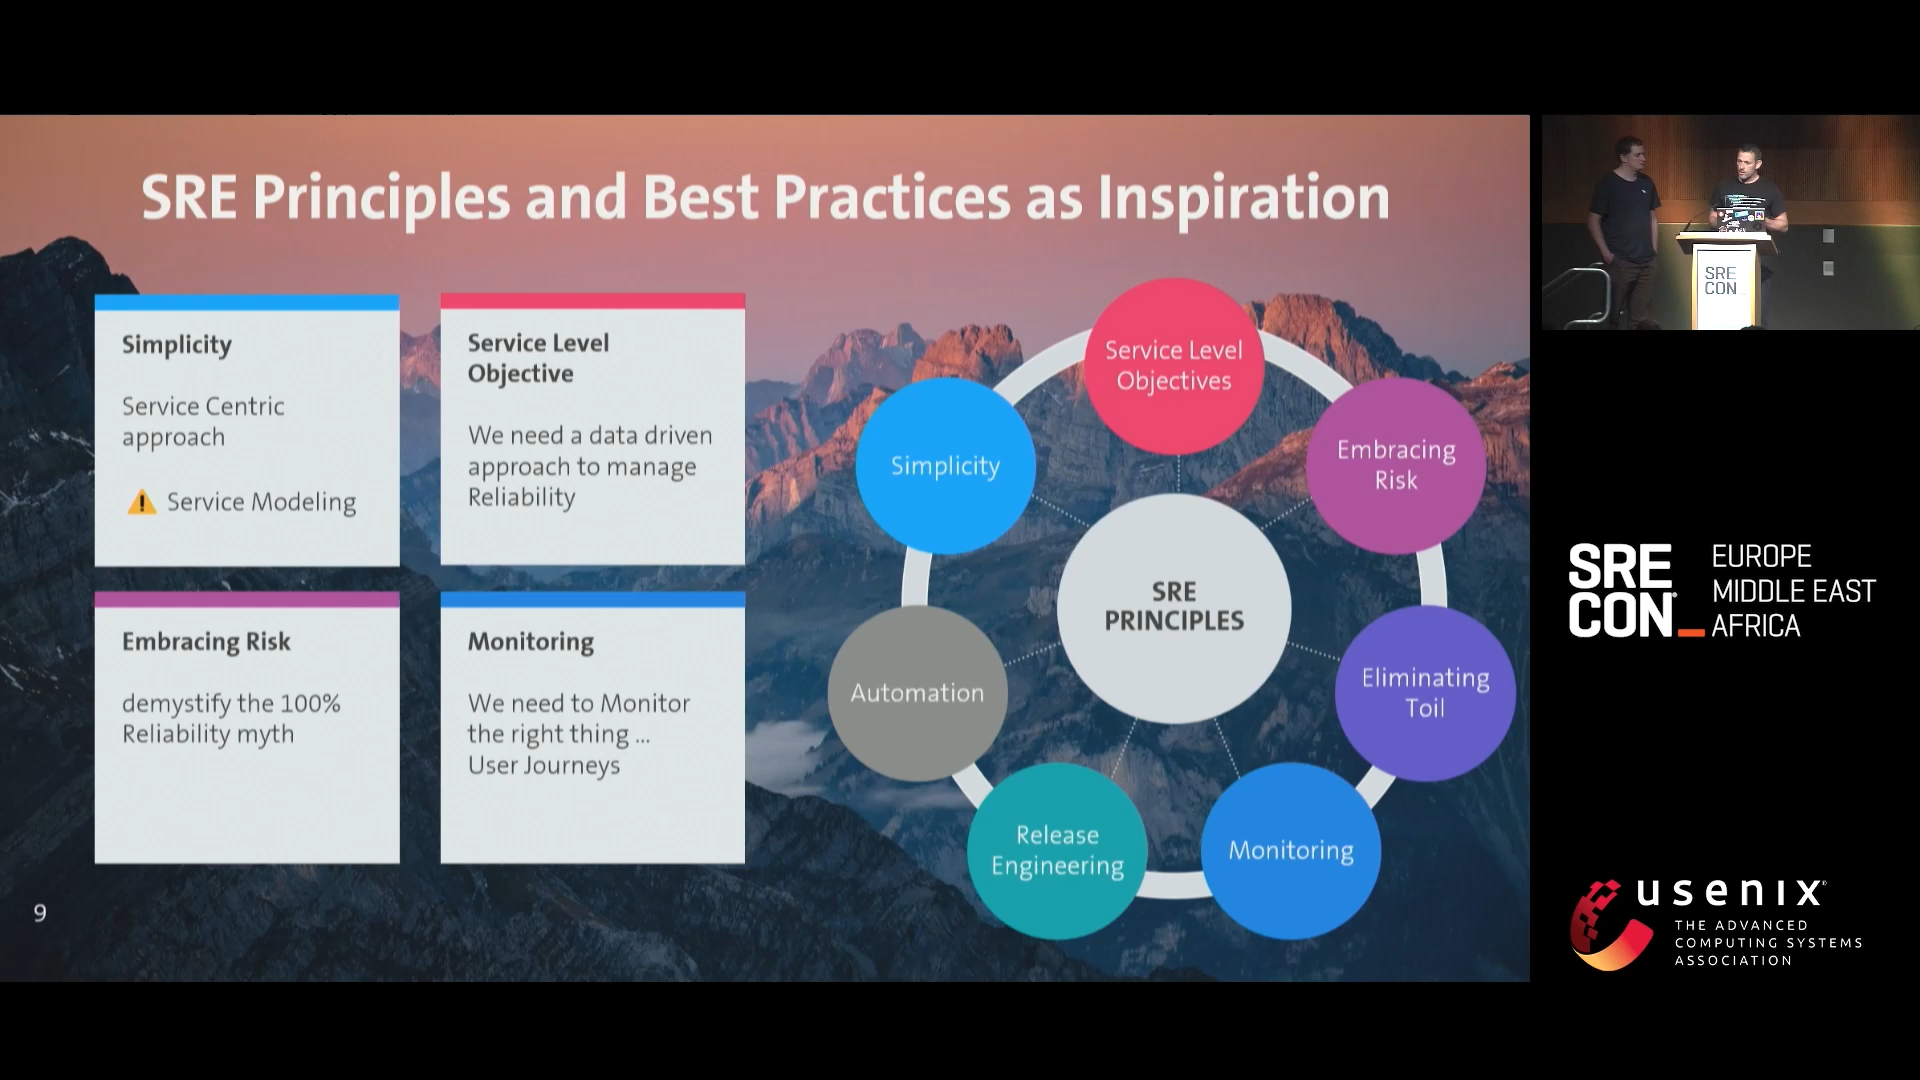 SRE Principles and Best Practices as Inspiration
Simplicity
Service Centric
approach
⚠ Service Modeling
Service Level
Objective
We need a data driven
approach to manage
Reliability
Embracing Risk
demystify the 100%
Reliability myth
Monitoring
We need to Monitor
the right thing ...
User Journeys
Service Level
Objectives
Embracing
Risk
Eliminating
Toil
Monitoring
Release
Engineering
Automation
Simplicity
SRE
PRINCIPLES
9
SRE
CON
SRE
CON_
EUROPE
MIDDLE EAST
AFRICA
usenix®
THE ADVANCED
COMPUTING SYSTEMS
ASSOCIATION